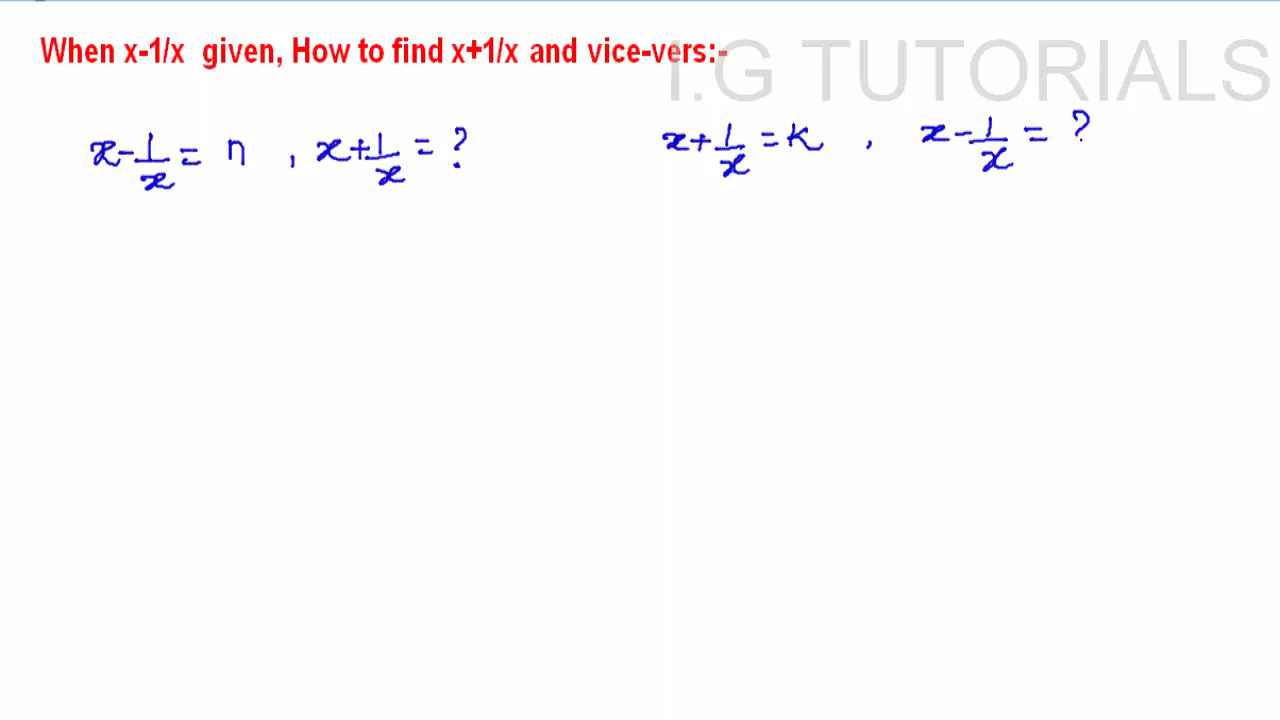 When x-1/x given, How to find x+1/x and vice-vers:-
I.G TUTORIALS
x-1/x = n , x+1/x = ?
x+1/x = k , x-1/x = ?